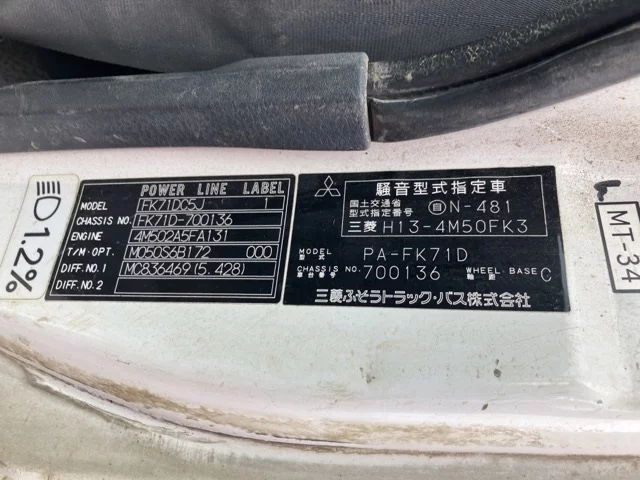 1.2%
POWER LINE LABEL
MODEL FK71DC5J 1
CHASSIS NO. FK71D-700136
ENGINE 4M502A5FA131
T/M・OPT. M050S6B172 000
DIFF. NO.1 MC836469(5.428)
DIFF. NO.2
騒音型式指定車
国土交通省
型式指定番号 自N-481
三菱 H13-4M50FK3
MODEL
型式 PA-FK71D
CHASSIS NO. 700136 WHEEL BASE
軸距 C
三菱ふそうトラック・バス株式会社
MT-34